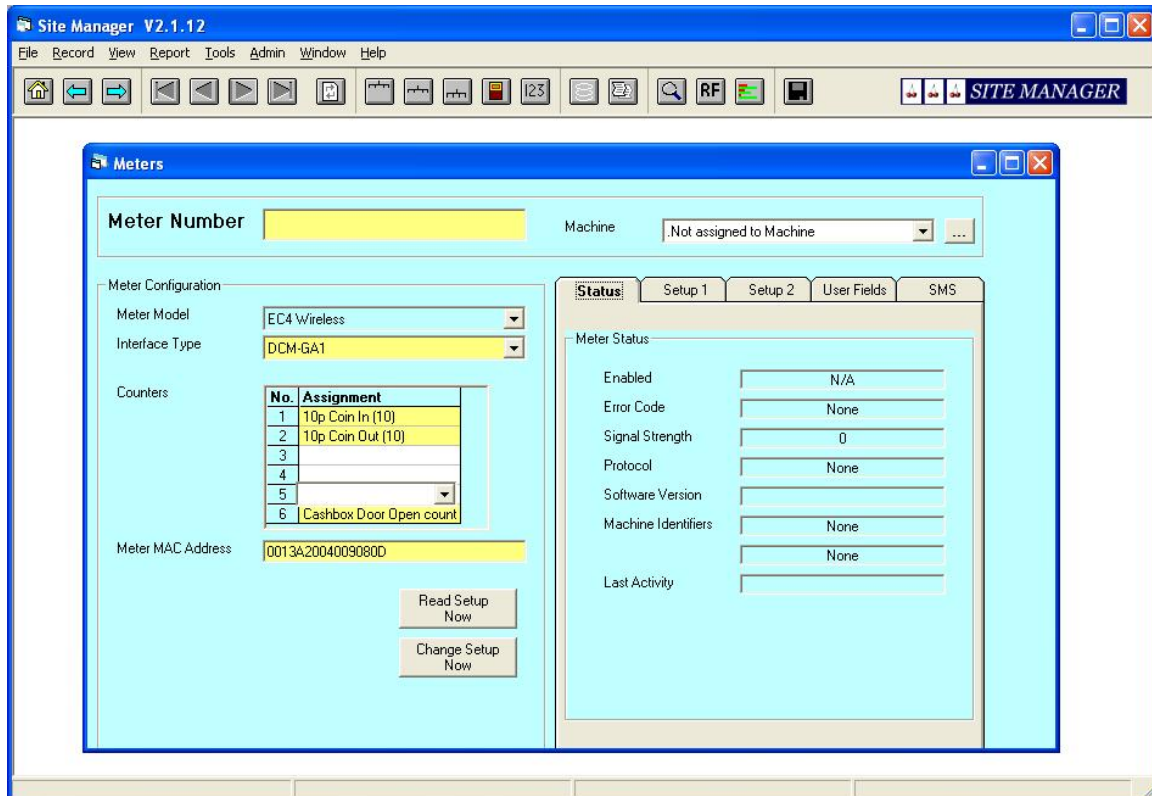 Site Manager V2.1.12
File Record View Report Tools Admin Window Help
123 RF SITE MANAGER
Meters
Meter Number
Machine .Not assigned to Machine ...
Meter Configuration
Meter Model EC4 Wireless
Interface Type DCM-GA1
Counters
No. Assignment
1 10p Coin In (10)
2 10p Coin Out (10)
3
4
5
6 Cashbox Door Open count
Meter MAC Address 0013A2004009080D
Read Setup
Now
Change Setup
Now
Status Setup 1 Setup 2 User Fields SMS
Meter Status
Enabled N/A
Error Code None
Signal Strength 0
Protocol None
Software Version
Machine Identifiers None
None
Last Activity